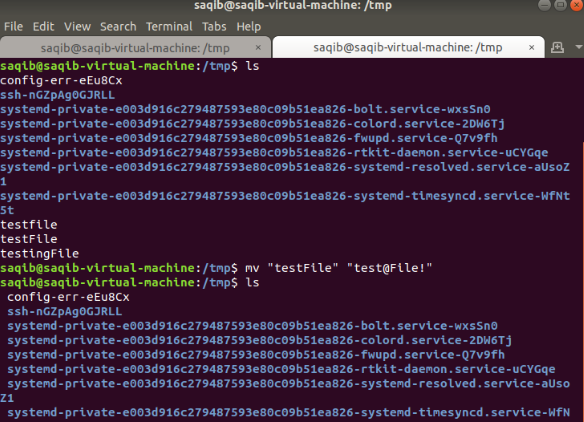 saqib@saqib-virtual-machine: /tmp
File Edit View Search Terminal Tabs Help
saqib@saqib-virtual-machine: /tmp × saqib@saqib-virtual-machine: /tmp ×
saqib@saqib-virtual-machine:/tmp$ ls
config-err-eEu8Cx
ssh-nGZpAg0GJRLL
systemd-private-e003d916c279487593e80c09b51ea826-bolt.service-wxsSn0
systemd-private-e003d916c279487593e80c09b51ea826-colord.service-2DW6Tj
systemd-private-e003d916c279487593e80c09b51ea826-fwupd.service-Q7v9fh
systemd-private-e003d916c279487593e80c09b51ea826-rtkit-daemon.service-uCYGqe
systemd-private-e003d916c279487593e80c09b51ea826-systemd-resolved.service-aUsoZ
1
systemd-private-e003d916c279487593e80c09b51ea826-systemd-timesyncd.service-WfNt
5t
testfile
testFile
testingFile
saqib@saqib-virtual-machine:/tmp$ mv "testFile" "test@File!"
saqib@saqib-virtual-machine:/tmp$ ls
config-err-eEu8Cx
ssh-nGZpAg0GJRLL
systemd-private-e003d916c279487593e80c09b51ea826-bolt.service-wxsSn0
systemd-private-e003d916c279487593e80c09b51ea826-colord.service-2DW6Tj
systemd-private-e003d916c279487593e80c09b51ea826-fwupd.service-Q7v9fh
systemd-private-e003d916c279487593e80c09b51ea826-rtkit-daemon.service-uCYGqe
systemd-private-e003d916c279487593e80c09b51ea826-systemd-resolved.service-aUso
Z1
systemd-private-e003d916c279487593e80c09b51ea826-systemd-timesyncd.service-WfN